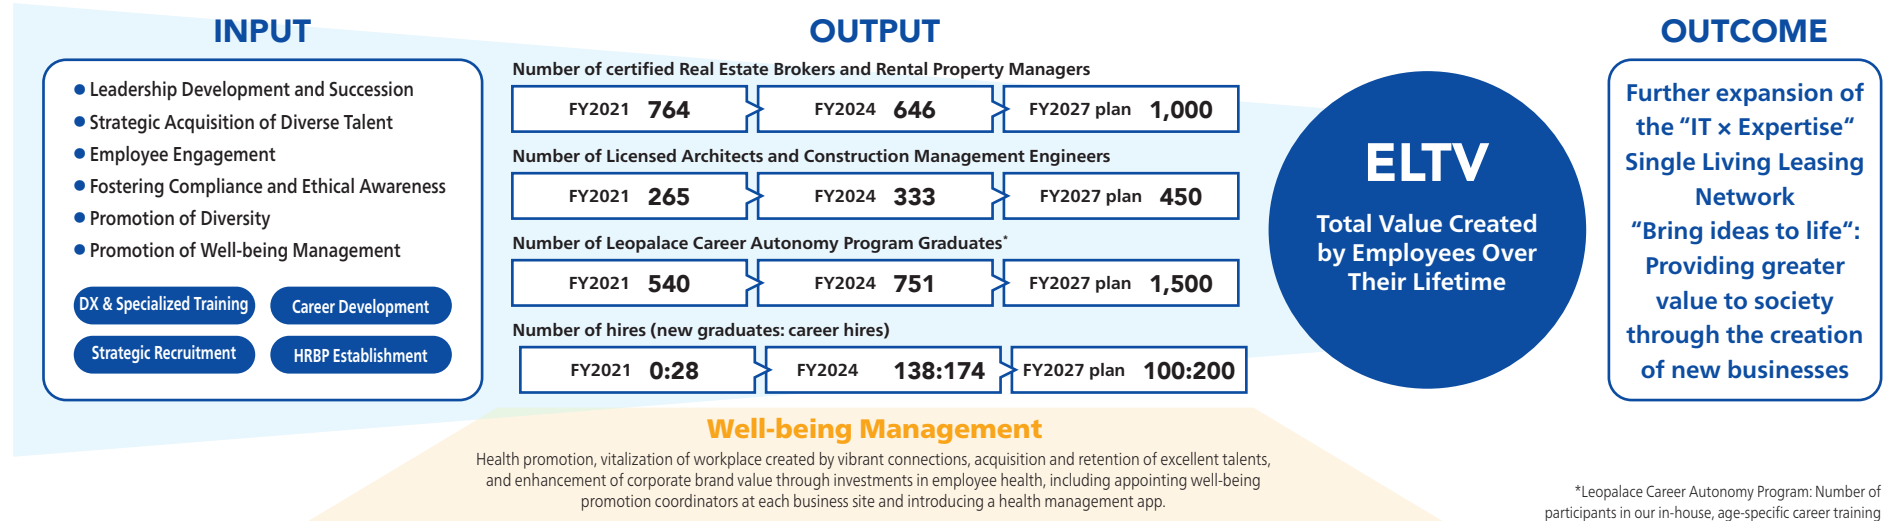 INPUT
Leadership Development and Succession
Strategic Acquisition of Diverse Talent
Employee Engagement
Fostering Compliance and Ethical Awareness
Promotion of Diversity
Promotion of Well-being Management
DX & Specialized Training
Career Development
Strategic Recruitment
HRBP Establishment
OUTPUT
Number of certified Real Estate Brokers and Rental Property Managers
FY2021 764
FY2024 646
FY2027 plan 1,000
Number of Licensed Architects and Construction Management Engineers
FY2021 265
FY2024 333
FY2027 plan 450
Number of Leopalace Career Autonomy Program Graduates*
FY2021 540
FY2024 751
FY2027 plan 1,500
Number of hires (new graduates: career hires)
FY2021 0:28
FY2024 138:174
FY2027 plan 100:200
ELTV
Total Value Created
by Employees Over
Their Lifetime
OUTCOME
Further expansion of
the “IT × Expertise“
Single Living Leasing
Network
“Bring ideas to life“:
Providing greater
value to society
through the creation
of new businesses
Well-being Management
Health promotion, vitalization of workplace created by vibrant connections, acquisition and retention of excellent talents,
and enhancement of corporate brand value through investments in employee health, including appointing well-being
promotion coordinators at each business site and introducing a health management app.
*Leopalace Career Autonomy Program: Number of
participants in our in-house, age-specific career training